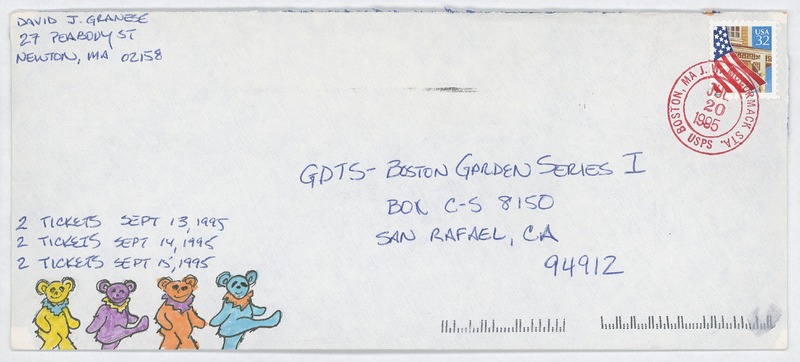 DAVID J. GRANESE
27 PEABODY ST
NEWTON, MA 02158
USA
32
BOSTON, MA J. W. McCORMACK STA.
JUL
20
1995
USPS
GDTS- BOSTON GARDEN SERIES I
BOX C-S 8150
SAN RAFAEL, CA
94912
2 TICKETS SEPT 13, 1995
2 TICKETS SEPT 14, 1995
2 TICKETS SEPT 15, 1995